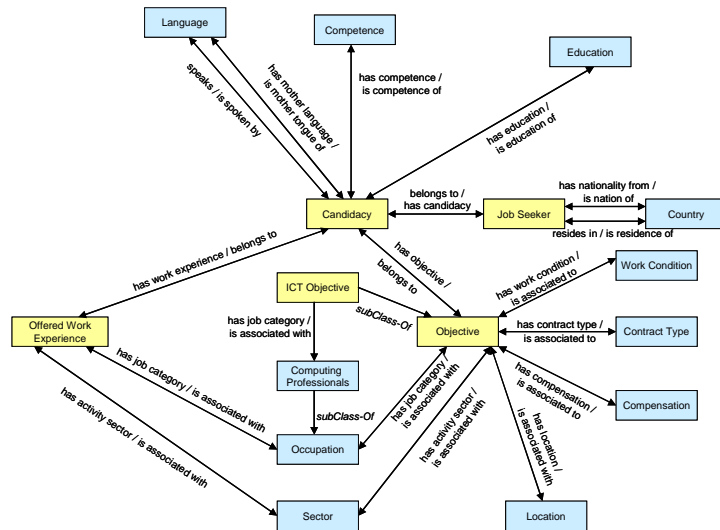 Language
Competence
Education
speaks / is spoken by
has mother language /
is mother tongue of
has competence /
is competence of
has education /
is education of
belongs to /
has candidacy
has nationality from /
is nation of
Candidacy
Job Seeker
Country
resides in / is residence of
has work experience / belongs to
has objective /
belongs to
has work condition /
is associated to
Work Condition
ICT Objective
subClass-Of
has job category /
is associated with
Offered Work
Experience
Objective
has contract type /
is associated to
Contract Type
has job category / is associated with
Computing
Professionals
has job category /
is associated with
has compensation /
is associated to
Compensation
subClass-Of
has activity sector / is associated with
has activity sector /
is associated with
has location /
is associated with
Occupation
Sector
Location